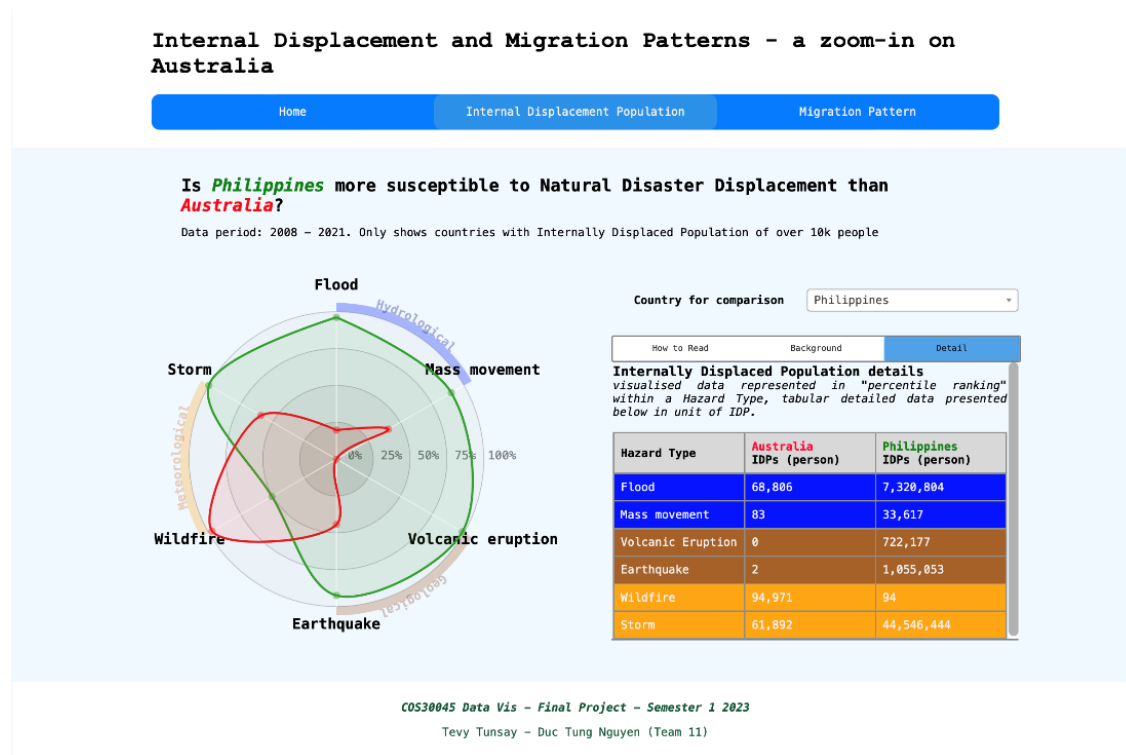 Internal Displacement and Migration Patterns - a zoom-in on
Australia
Home
Internal Displacement Population
Migration Pattern
Is Philippines more susceptible to Natural Disaster Displacement than
Australia?
Data period: 2008 - 2021. Only shows countries with Internally Displaced Population of over 10k people
Flood
Hydrological
Storm
Mass movement
Meteorological
0% 25% 50% 75% 100%
Wildfire
Volcanic eruption
Geological
Earthquake
Country for comparison
Philippines
How to Read
Background
Detail
Internally Displaced Population details
visualised data represented in "percentile ranking"
within a Hazard Type, tabular detailed data presented
below in unit of IDP.
Hazard Type Australia IDPs (person) Philippines IDPs (person)
Flood 68,806 7,320,804
Mass movement 83 33,617
Volcanic Eruption 0 722,177
Earthquake 2 1,055,053
Wildfire 94,971 94
Storm 61,892 44,546,444
COS30045 Data Vis - Final Project - Semester 1 2023
Tevy Tunsay - Duc Tung Nguyen (Team 11)